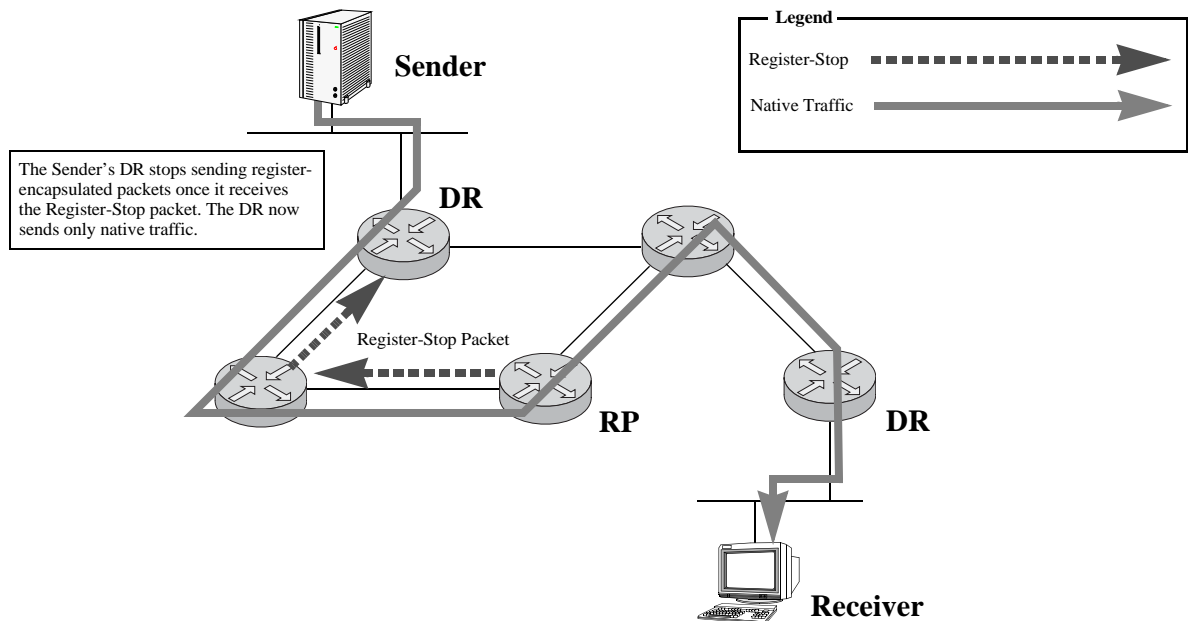 Legend
Sender
Register-Stop
Native Traffic
The Sender’s DR stops sending register-
encapsulated packets once it receives
the Register-Stop packet. The DR now
sends only native traffic.
DR
Register-Stop Packet
RP
DR
Receiver